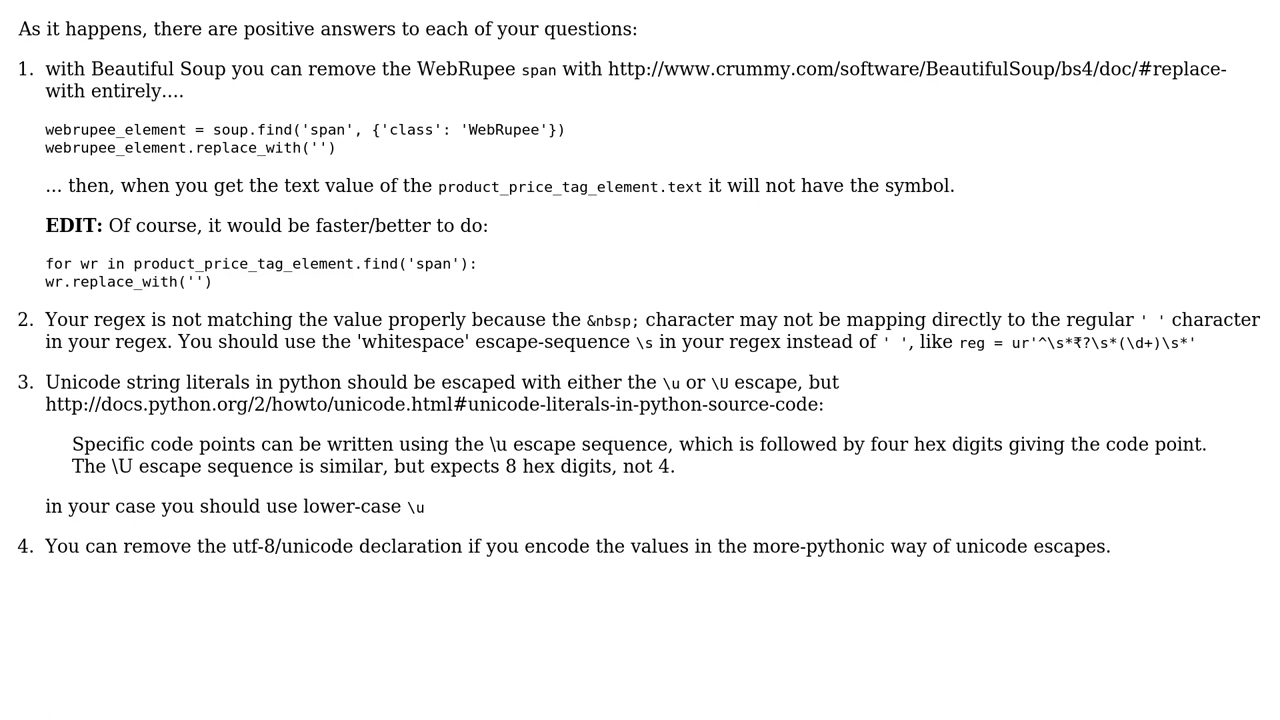 As it happens, there are positive answers to each of your questions:
1. with Beautiful Soup you can remove the WebRupee span with http://www.crummy.com/software/BeautifulSoup/bs4/doc/#replace-
with entirely....
webrupee_element = soup.find('span', {'class': 'WebRupee'})
webrupee_element.replace_with('')
... then, when you get the text value of the product_price_tag_element.text it will not have the symbol.
EDIT: Of course, it would be faster/better to do:
for wr in product_price_tag_element.find('span'):
wr.replace_with('')
2. Your regex is not matching the value properly because the &nbsp; character may not be mapping directly to the regular ' ' character
in your regex. You should use the 'whitespace' escape-sequence \s in your regex instead of ' ', like reg = ur'^\s*₹?\s*(\d+)\s*'
3. Unicode string literals in python should be escaped with either the \u or \U escape, but
http://docs.python.org/2/howto/unicode.html#unicode-literals-in-python-source-code:
Specific code points can be written using the \u escape sequence, which is followed by four hex digits giving the code point.
The \U escape sequence is similar, but expects 8 hex digits, not 4.
in your case you should use lower-case \u
4. You can remove the utf-8/unicode declaration if you encode the values in the more-pythonic way of unicode escapes.